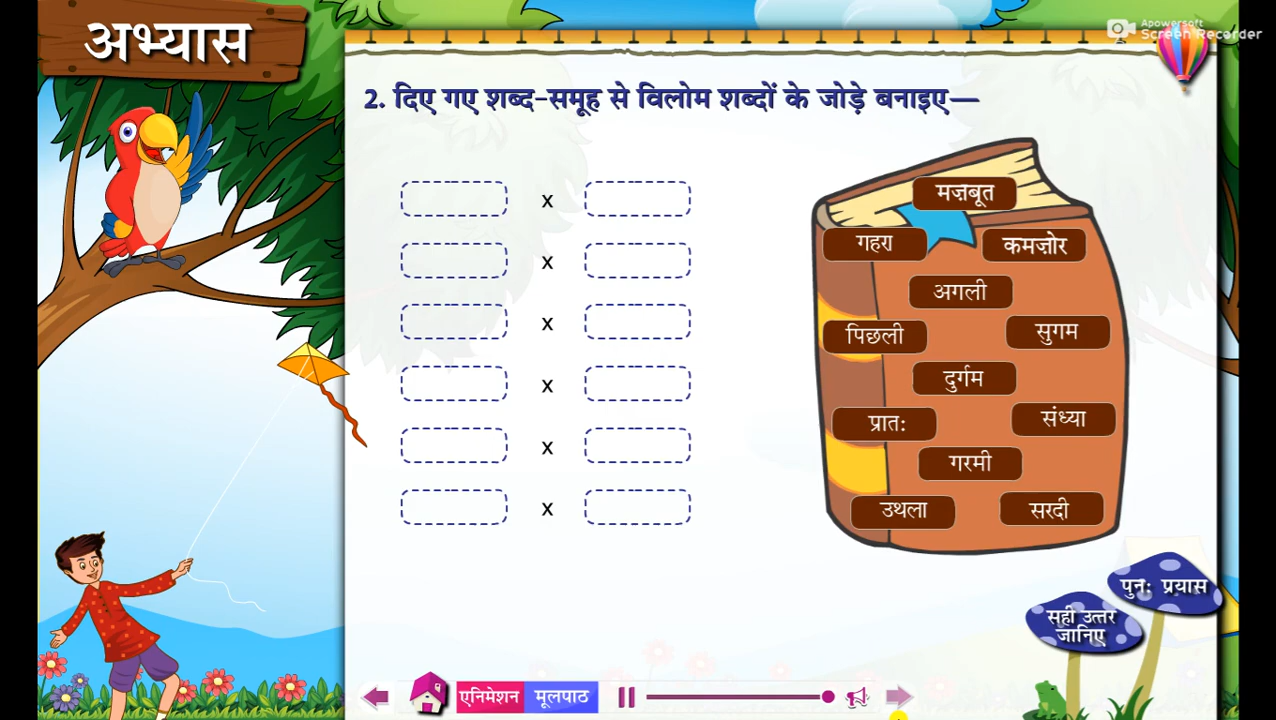 अभ्यास
Apowersoft
Screen Recorder
2. दिए गए शब्द-समूह से विलोम शब्दों के जोड़े बनाइए—
x
x
x
x
x
x
मज़बूत
गहरा
कमज़ोर
अगली
पिछली
सुगम
दुर्गम
प्रातः
संध्या
गरमी
उथला
सरदी
पुनः प्रयास
सही उत्तर
जानिए
एनिमेशन
मूलपाठ